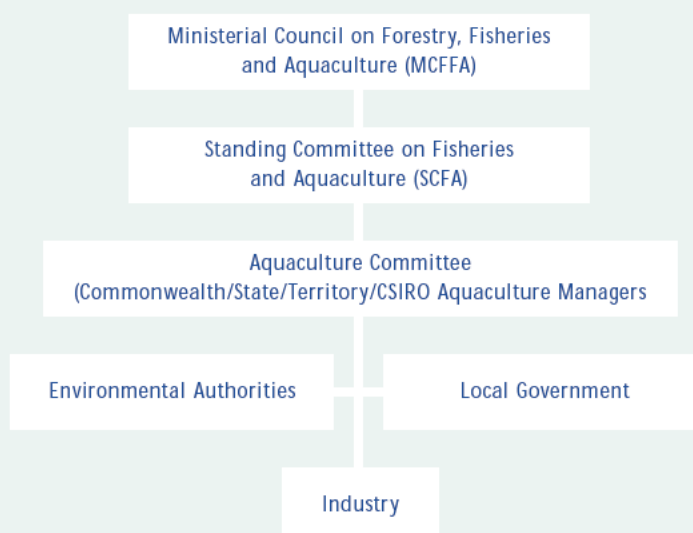 Ministerial Council on Forestry, Fisheries
and Aquaculture (MCFFA)
Standing Committee on Fisheries
and Aquaculture (SCFA)
Aquaculture Committee
(Commonwealth/State/Territory/CSIRO Aquaculture Managers
Environmental Authorities
Local Government
Industry